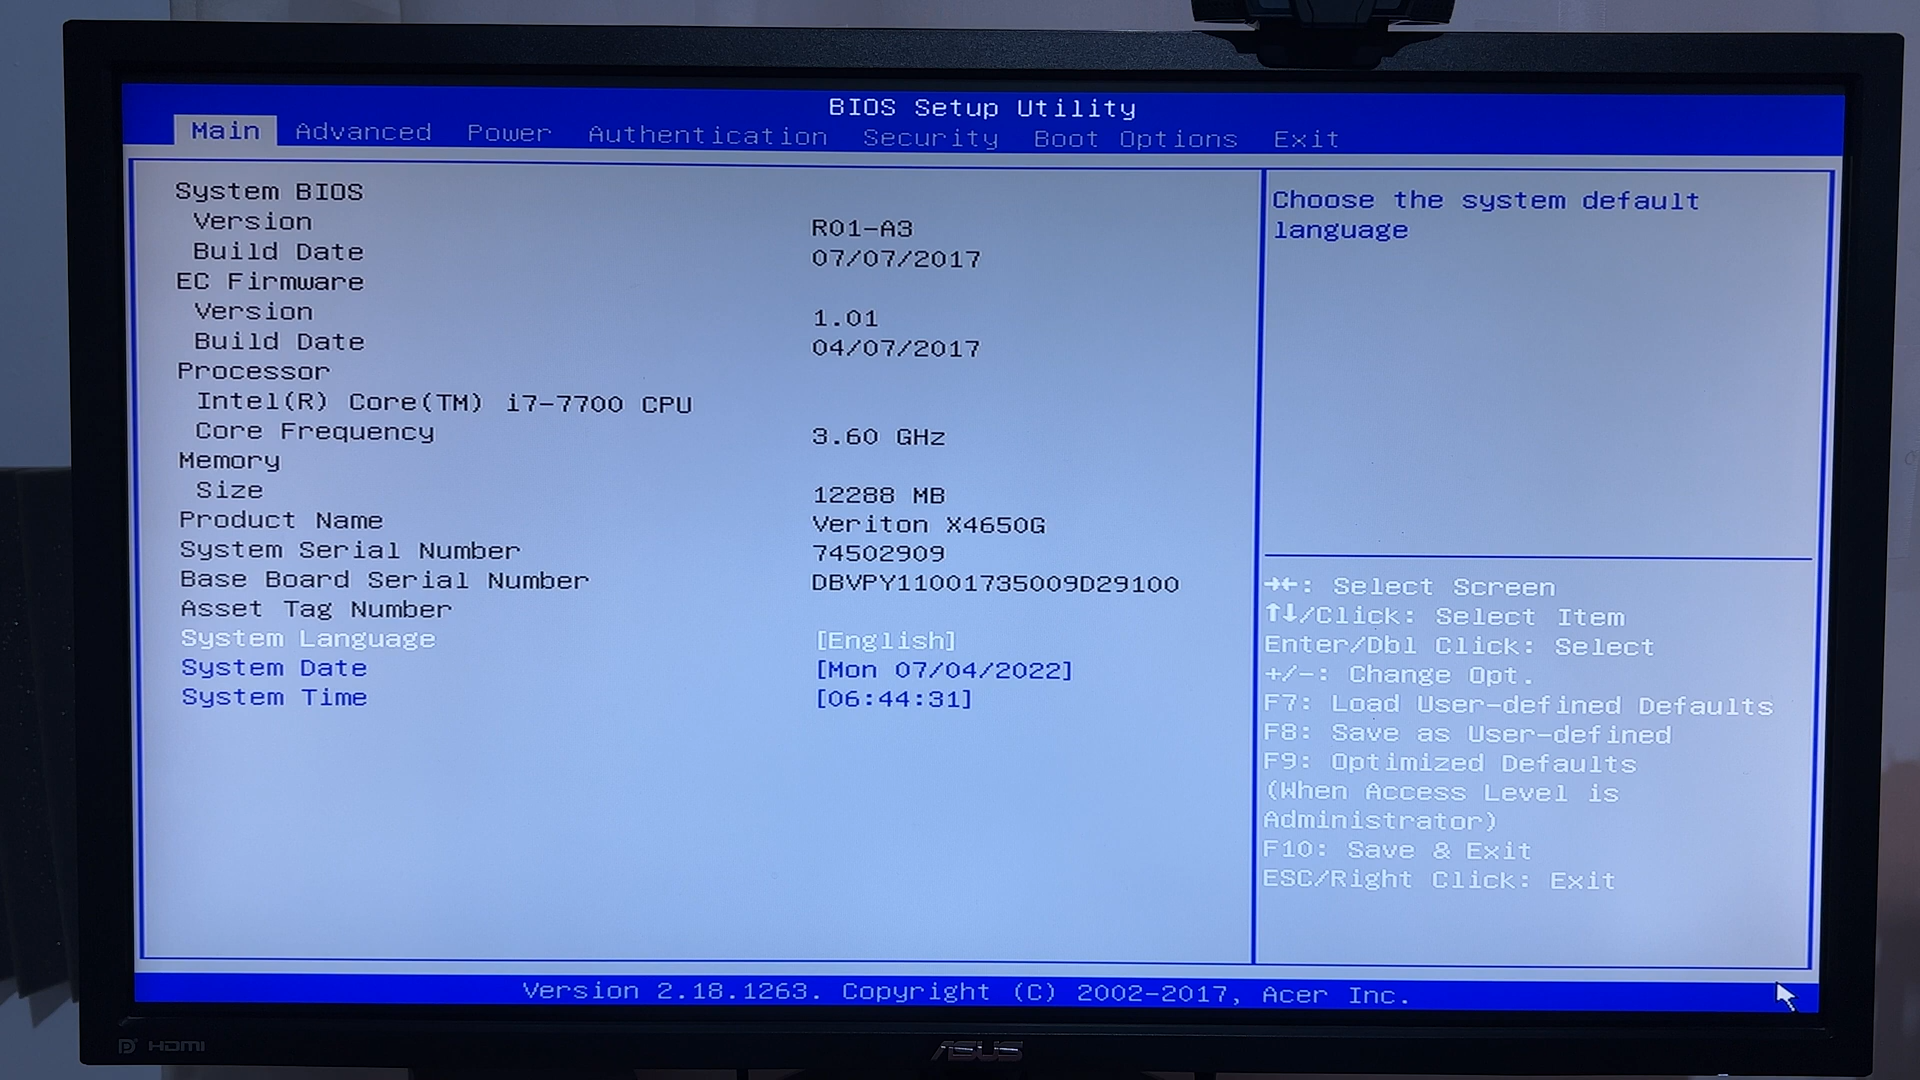 BIOS Setup Utility
Main Advanced Power Authentication Security Boot Options Exit
System BIOS
Version R01-A3
Build Date 07/07/2017
EC Firmware
Version 1.01
Build Date 04/07/2017
Processor
Intel(R) Core(TM) i7-7700 CPU
Core Frequency 3.60 GHz
Memory
Size 12288 MB
Product Name Veriton X4650G
System Serial Number 74502909
Base Board Serial Number DBVPY11001735009D29100
Asset Tag Number
System Language [English]
System Date [Mon 07/04/2022]
System Time [06:44:31]
Choose the system default
language
→←: Select Screen
↑↓/Click: Select Item
Enter/Dbl Click: Select
+/-: Change Opt.
F7: Load User-defined Defaults
F8: Save as User-defined
F9: Optimized Defaults
(When Access Level is
Administrator)
F10: Save & Exit
ESC/Right Click: Exit
Version 2.18.1263. Copyright (C) 2002-2017, Acer Inc.
HDMI
ASUS